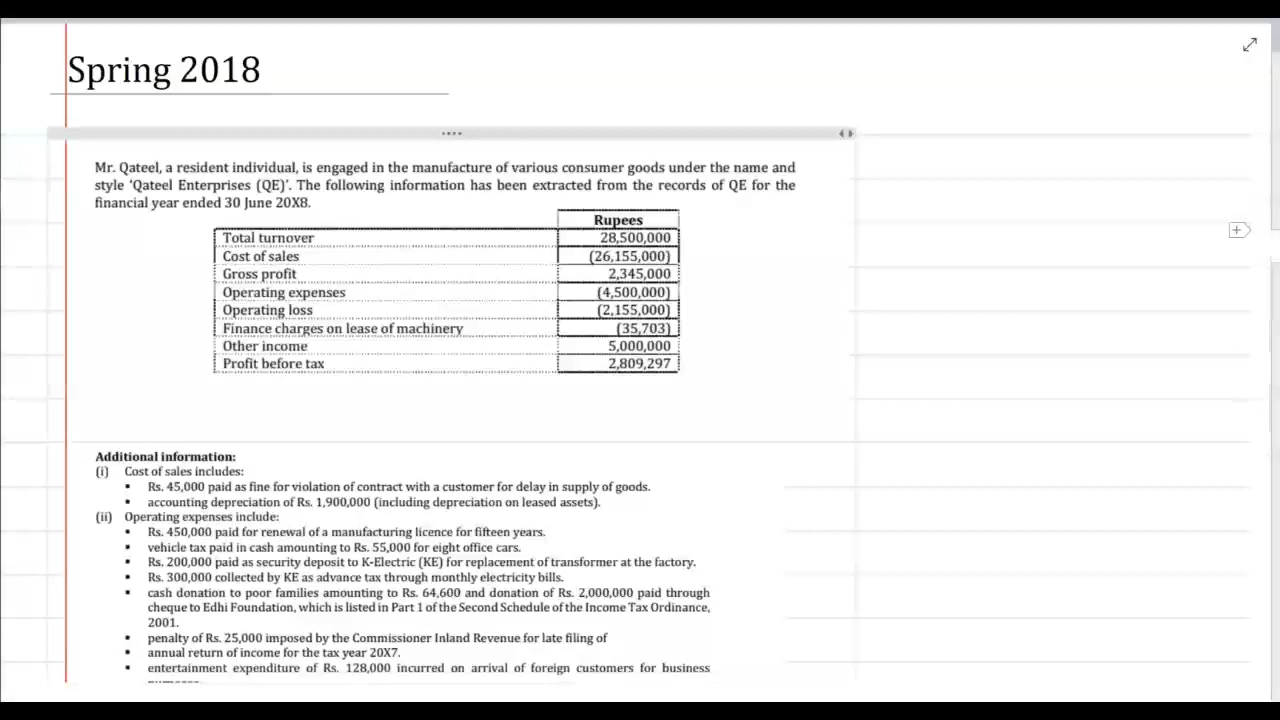 Spring 2018
Mr. Qateel, a resident individual, is engaged in the manufacture of various consumer goods under the name and
style ‘Qateel Enterprises (QE)’. The following information has been extracted from the records of QE for the
financial year ended 30 June 20X8.
Rupees
Total turnover 28,500,000
Cost of sales (26,155,000)
Gross profit 2,345,000
Operating expenses (4,500,000)
Operating loss (2,155,000)
Finance charges on lease of machinery (35,703)
Other income 5,000,000
Profit before tax 2,809,297
Additional information:
(i) Cost of sales includes:
▪ Rs. 45,000 paid as fine for violation of contract with a customer for delay in supply of goods.
▪ accounting depreciation of Rs. 1,900,000 (including depreciation on leased assets).
(ii) Operating expenses include:
▪ Rs. 450,000 paid for renewal of a manufacturing licence for fifteen years.
▪ vehicle tax paid in cash amounting to Rs. 55,000 for eight office cars.
▪ Rs. 200,000 paid as security deposit to K-Electric (KE) for replacement of transformer at the factory.
▪ Rs. 300,000 collected by KE as advance tax through monthly electricity bills.
▪ cash donation to poor families amounting to Rs. 64,600 and donation of Rs. 2,000,000 paid through
cheque to Edhi Foundation, which is listed in Part 1 of the Second Schedule of the Income Tax Ordinance,
2001.
▪ penalty of Rs. 25,000 imposed by the Commissioner Inland Revenue for late filing of
▪ annual return of income for the tax year 20X7.
▪ entertainment expenditure of Rs. 128,000 incurred on arrival of foreign customers for business